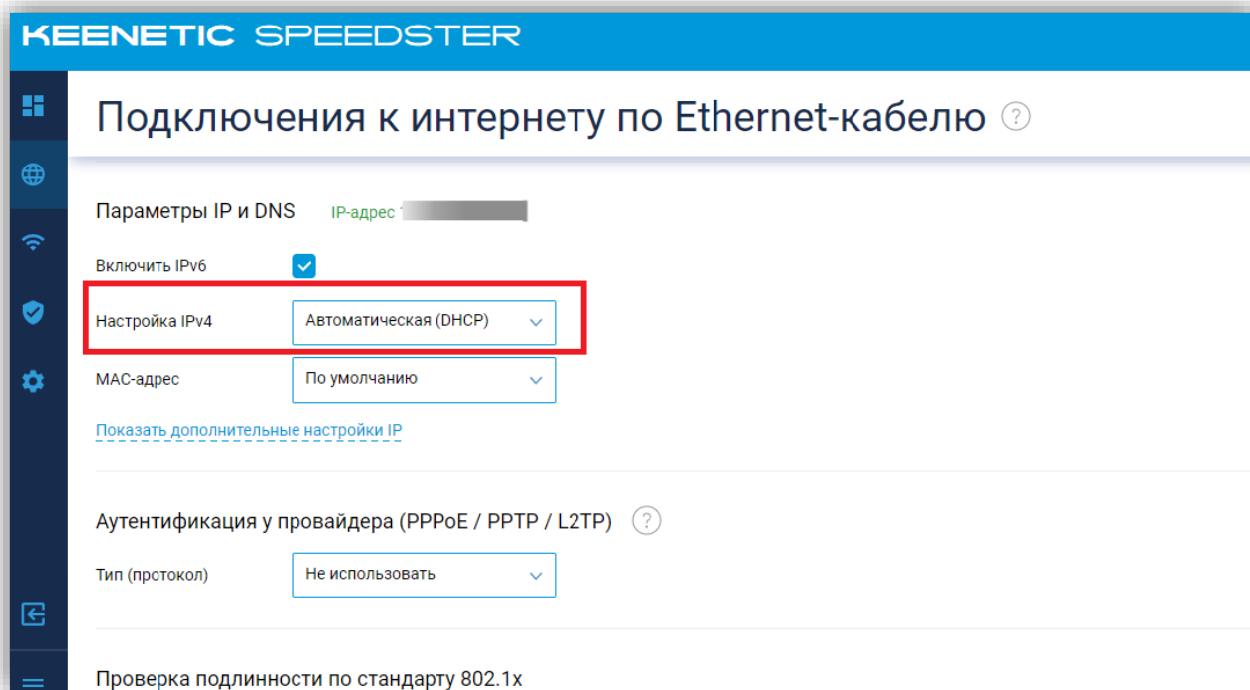 KEENETIC SPEEDSTER
Подключения к интернету по Ethernet-кабелю ?
Параметры IP и DNS IP-адрес
Включить IPv6
Настройка IPv4 Автоматическая (DHCP)
MAC-адрес По умолчанию
Показать дополнительные настройки IP
Аутентификация у провайдера (PPPoE / PPTP / L2TP) ?
Тип (протокол) Не использовать
Проверка подлинности по стандарту 802.1x